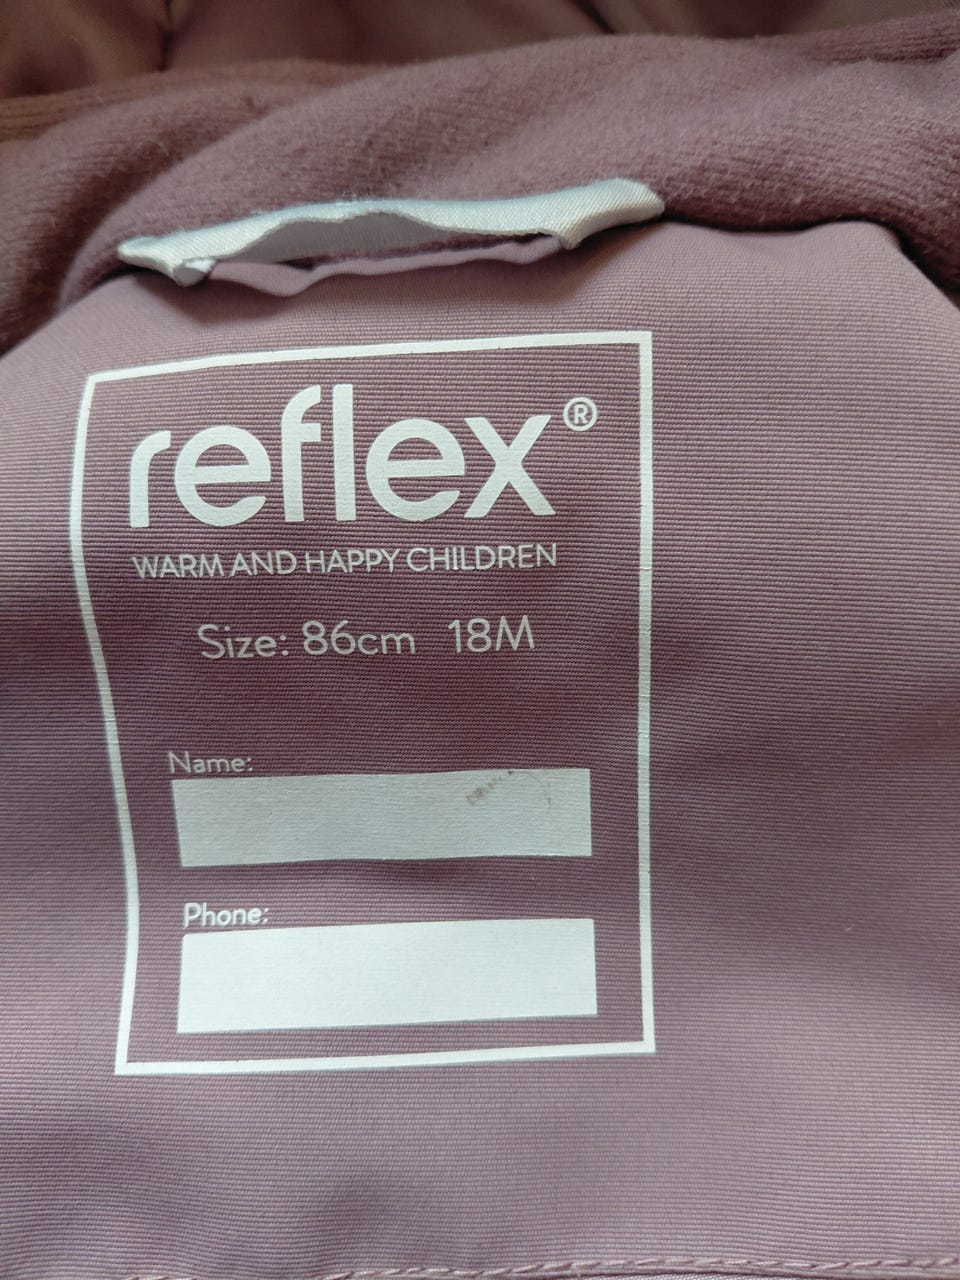 reflex®
WARM AND HAPPY CHILDREN
Size: 86cm 18M
Name:
Phone: